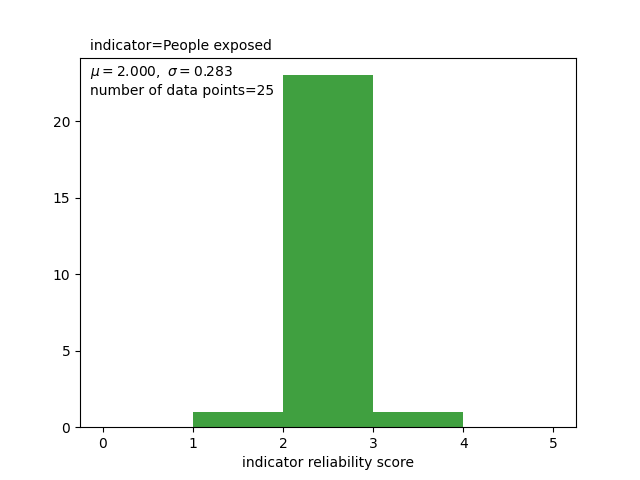 indicator=People exposed
μ = 2.000, σ = 0.283
number of data points=25
20
15
10
5
0
0 1 2 3 4 5
indicator reliability score